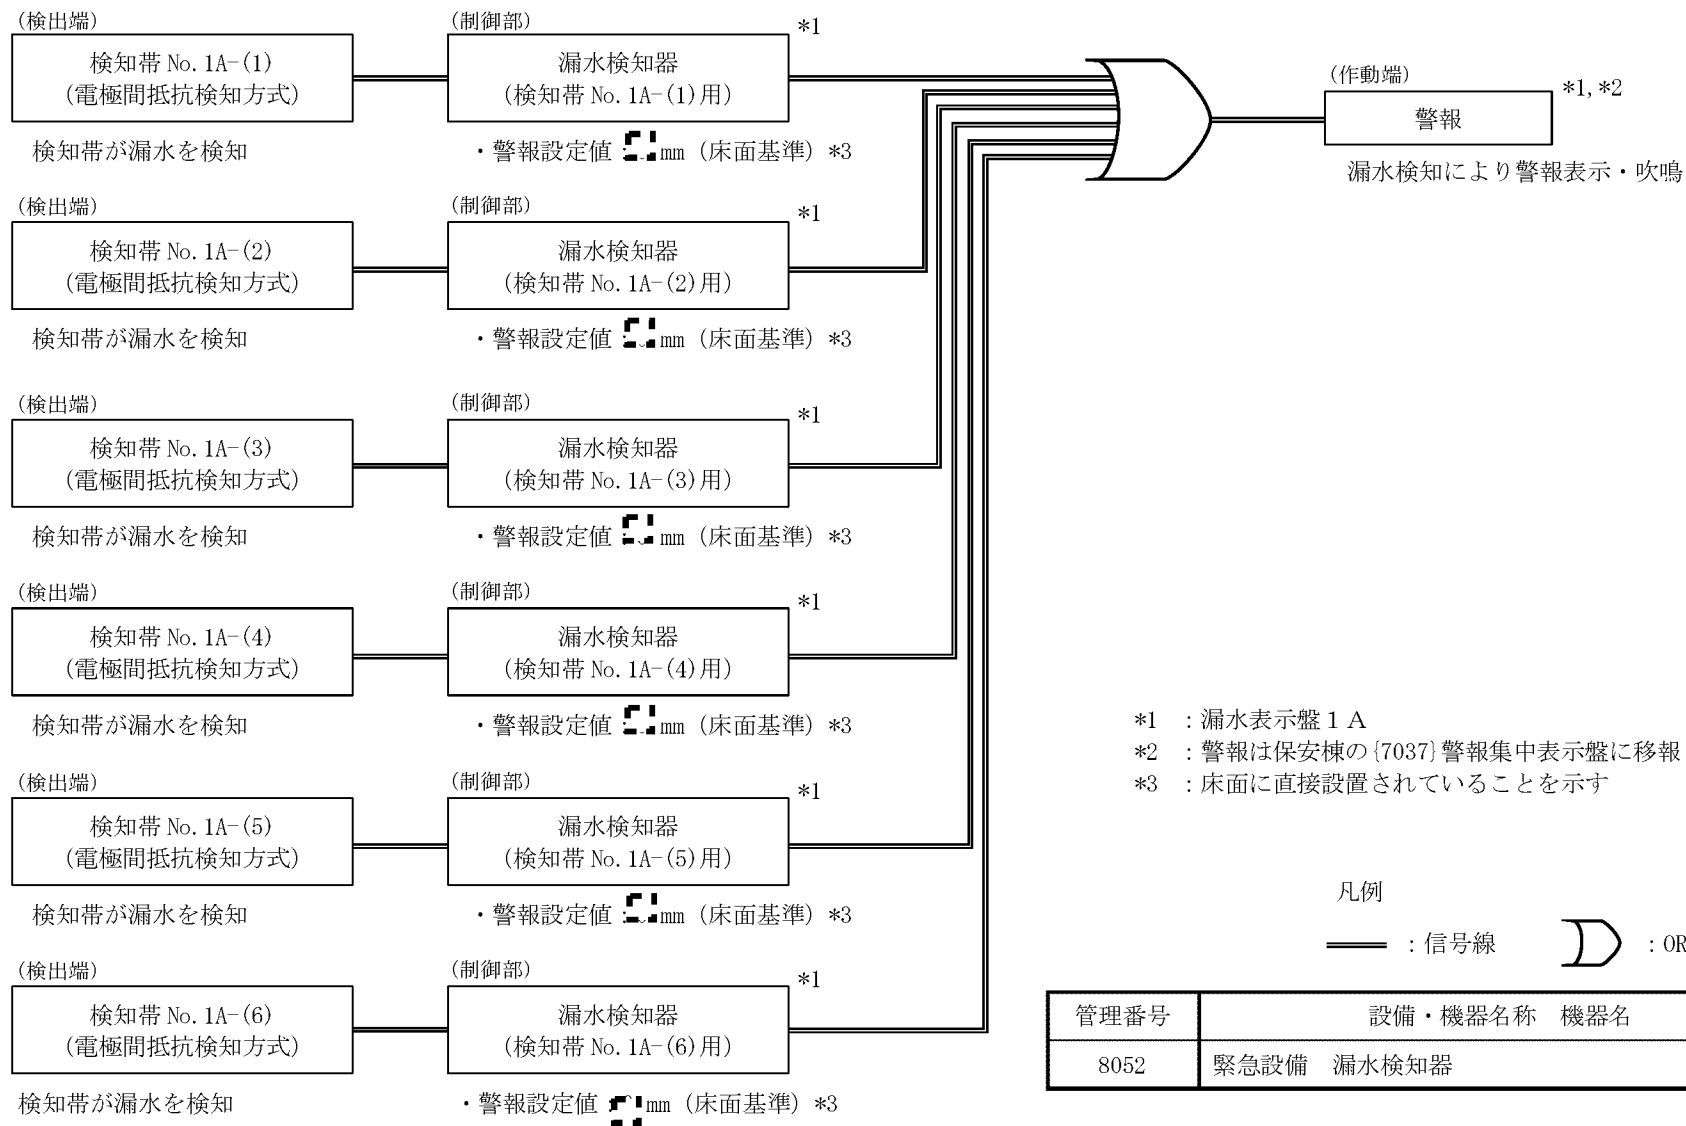 (検出端)
検知帯 No. 1A-(1)
(電極間抵抗検知方式)
検知帯が漏水を検知
(制御部)
*1
漏水検知器
(検知帯 No. 1A-(1)用)
・警報設定値 mm (床面基準) *3
(作動端)
*1, *2
警報
漏水検知により警報表示・吹鳴
(検出端)
検知帯 No. 1A-(2)
(電極間抵抗検知方式)
検知帯が漏水を検知
(制御部)
*1
漏水検知器
(検知帯 No. 1A-(2)用)
・警報設定値 mm (床面基準) *3
(検出端)
検知帯 No. 1A-(3)
(電極間抵抗検知方式)
検知帯が漏水を検知
(制御部)
*1
漏水検知器
(検知帯 No. 1A-(3)用)
・警報設定値 mm (床面基準) *3
(検出端)
検知帯 No. 1A-(4)
(電極間抵抗検知方式)
検知帯が漏水を検知
(制御部)
*1
漏水検知器
(検知帯 No. 1A-(4)用)
・警報設定値 mm (床面基準) *3
(検出端)
検知帯 No. 1A-(5)
(電極間抵抗検知方式)
検知帯が漏水を検知
(制御部)
*1
漏水検知器
(検知帯 No. 1A-(5)用)
・警報設定値 mm (床面基準) *3
(検出端)
検知帯 No. 1A-(6)
(電極間抵抗検知方式)
検知帯が漏水を検知
(制御部)
*1
漏水検知器
(検知帯 No. 1A-(6)用)
・警報設定値 mm (床面基準) *3
*1 :漏水表示盤1A
*2 :警報は保安棟の{7037}警報集中表示盤に移報
*3 :床面に直接設置されていることを示す
凡例
:信号線
:OR
管理番号 設備・機器名称 機器名
8052 緊急設備 漏水検知器